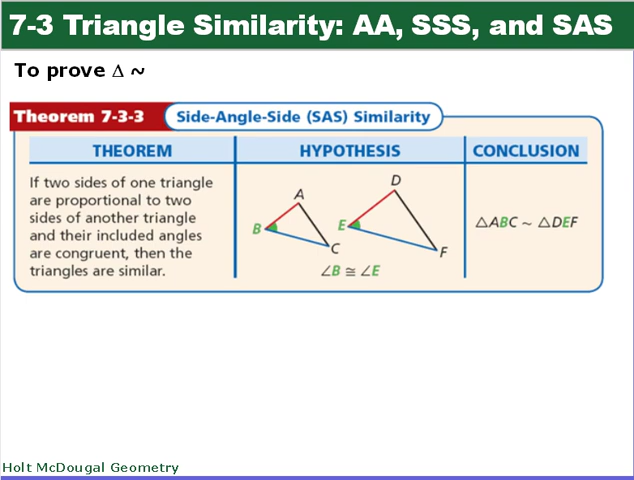 7-3 Triangle Similarity: AA, SSS, and SAS
To prove Δ ~
Theorem 7-3-3 Side-Angle-Side (SAS) Similarity
THEOREM HYPOTHESIS CONCLUSION
If two sides of one triangle
are proportional to two
sides of another triangle
and their included angles
are congruent, then the
triangles are similar.
A
B
C
D
E
F
∠B ≅ ∠E
△ABC ~ △DEF
Holt McDougal Geometry